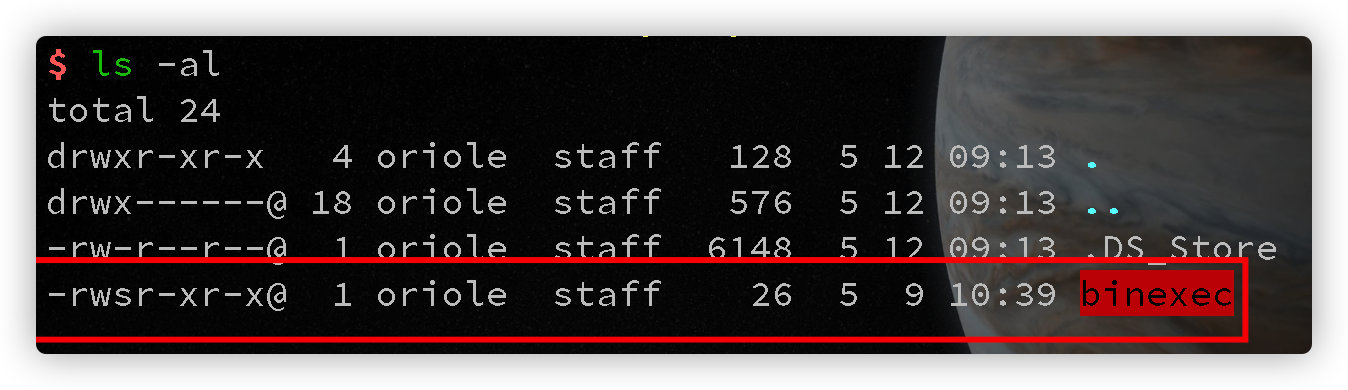 $ ls -al
total 24
drwxr-xr-x   4 oriole  staff   128  5 12 09:13 .
drwx------@ 18 oriole  staff   576  5 12 09:13 ..
-rw-r--r--@  1 oriole  staff  6148  5 12 09:13 .DS_Store
-rwsr-xr-x@  1 oriole  staff    26  5  9 10:39 binexec